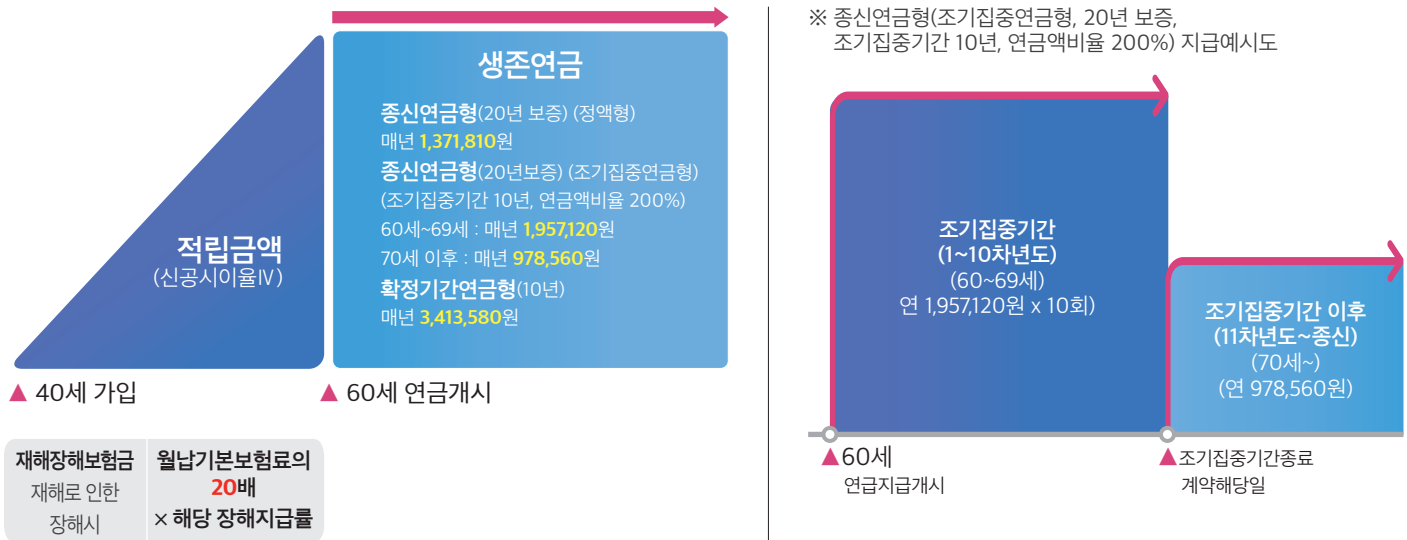 생존연금
종신연금형(20년 보증) (정액형)
매년 1,371,810원
종신연금형(20년보증) (조기집중연금형)
(조기집중기간 10년, 연금액비율 200%)
60세~69세 : 매년 1,957,120원
70세 이후 : 매년 978,560원
확정기간연금형(10년)
매년 3,413,580원
적립금액
(신공시이율Ⅳ)
▲ 40세 가입
▲ 60세 연금개시
재해장해보험금
재해로 인한
장해시
월납기본보험료의
20배
× 해당 장해지급률
※ 종신연금형(조기집중연금형, 20년 보증,
조기집중기간 10년, 연금액비율 200%) 지급예시도
조기집중기간
(1~10차년도)
(60~69세)
연 1,957,120원 x 10회)
조기집중기간 이후
(11차년도~종신)
(70세~)
(연 978,560원)
▲60세
연급지급개시
▲조기집중기간종료
계약해당일